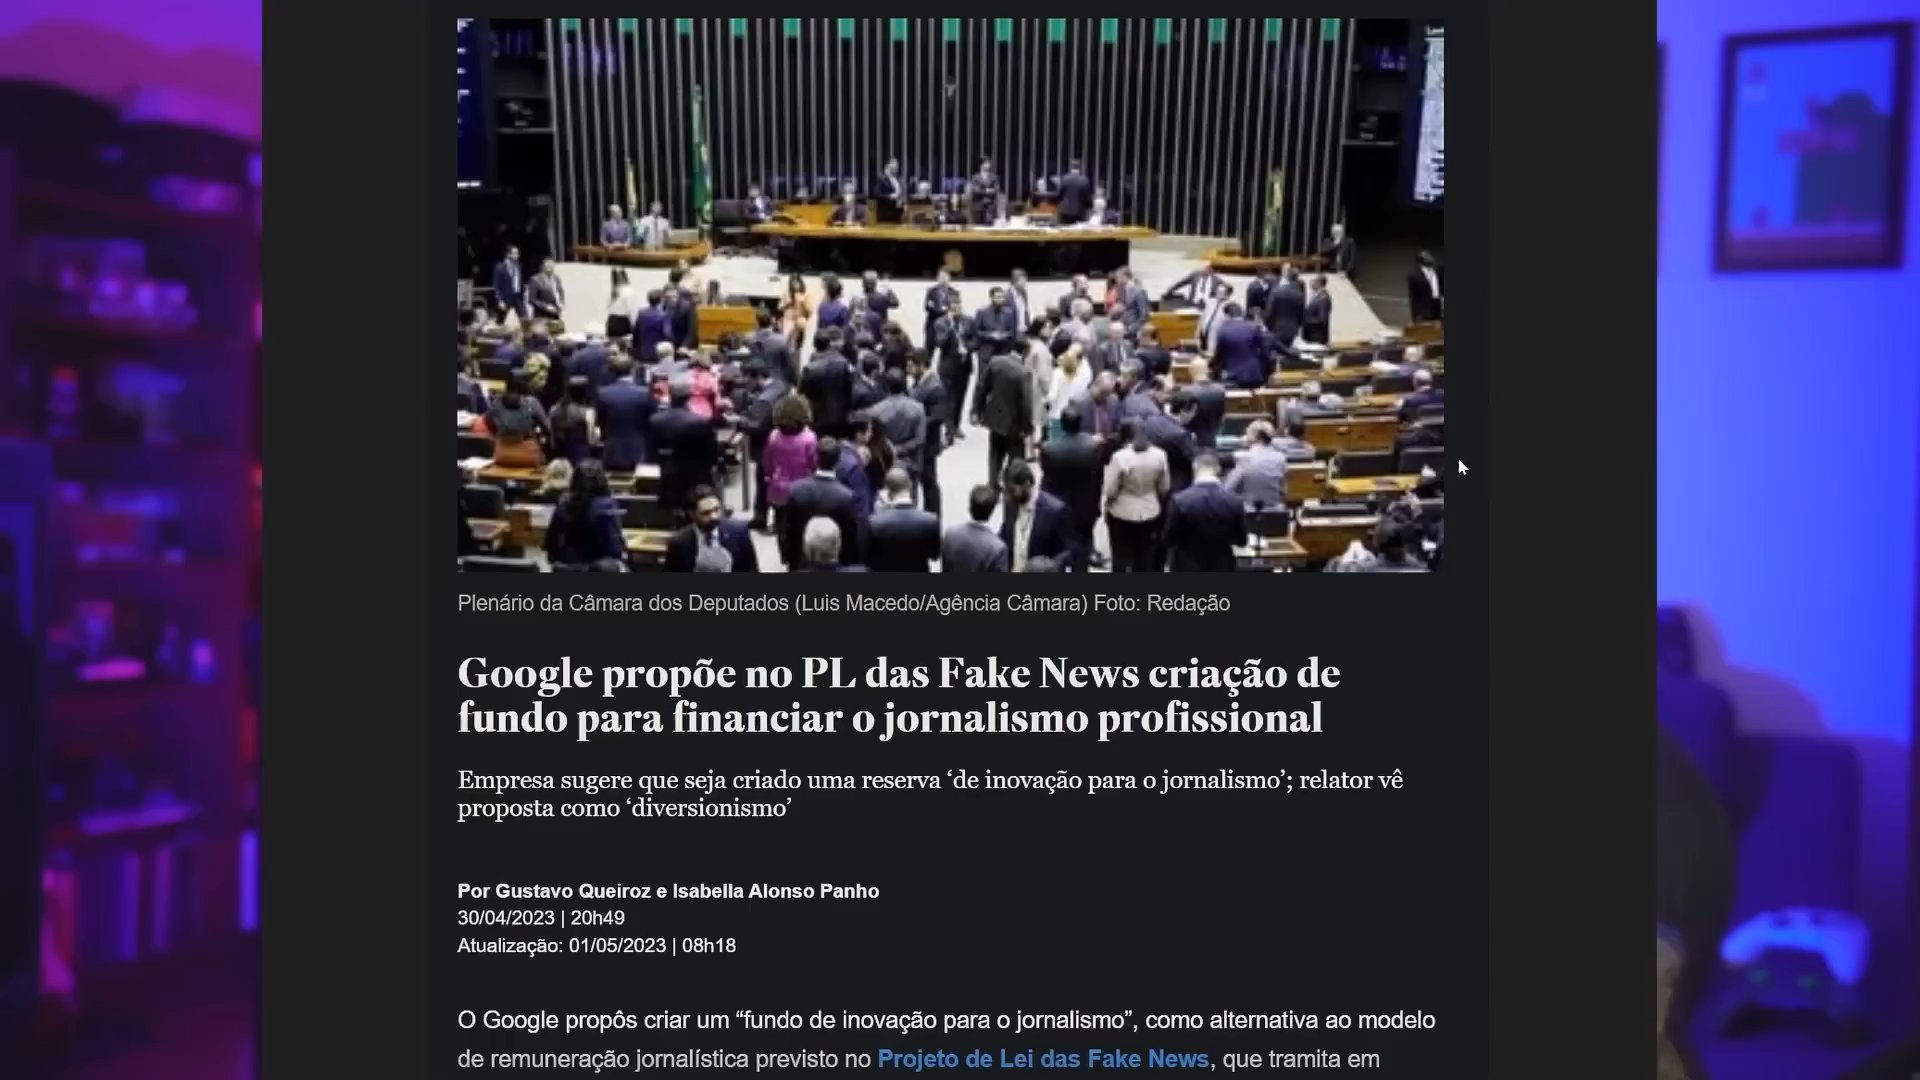 Plenário da Câmara dos Deputados (Luis Macedo/Agência Câmara) Foto: Redação
Google propõe no PL das Fake News criação de
fundo para financiar o jornalismo profissional
Empresa sugere que seja criado uma reserva ‘de inovação para o jornalismo’; relator vê
proposta como ‘diversionismo’
Por Gustavo Queiroz e Isabella Alonso Panho
30/04/2023 | 20h49
Atualização: 01/05/2023 | 08h18
O Google propôs criar um “fundo de inovação para o jornalismo”, como alternativa ao modelo
de remuneração jornalística previsto no Projeto de Lei das Fake News, que tramita em